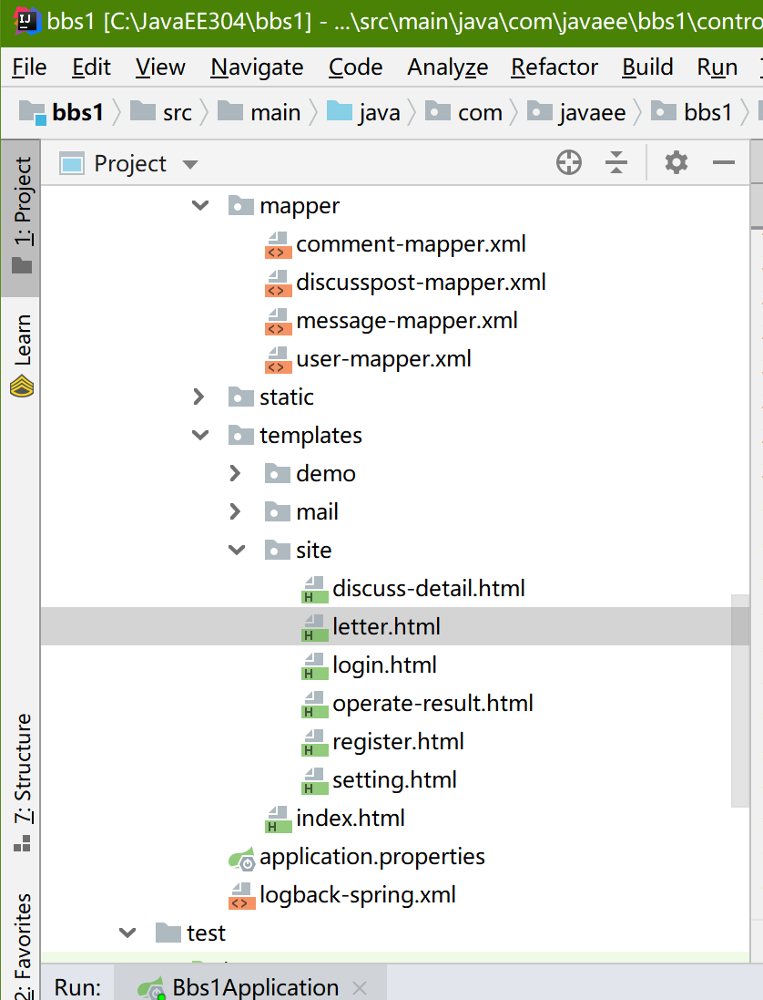 bbs1 [C:\JavaEE304\bbs1] - ...\src\main\java\com\javaee\bbs1\contro
File Edit View Navigate Code Analyze Refactor Build Run
bbs1 src main java com javaee bbs1
1: Project
Project
mapper
comment-mapper.xml
discusspost-mapper.xml
message-mapper.xml
Learn
user-mapper.xml
static
templates
demo
mail
site
discuss-detail.html
letter.html
login.html
operate-result.html
register.html
7: Structure
setting.html
index.html
application.properties
logback-spring.xml
2: Favorites
test
Run: Bbs1Application